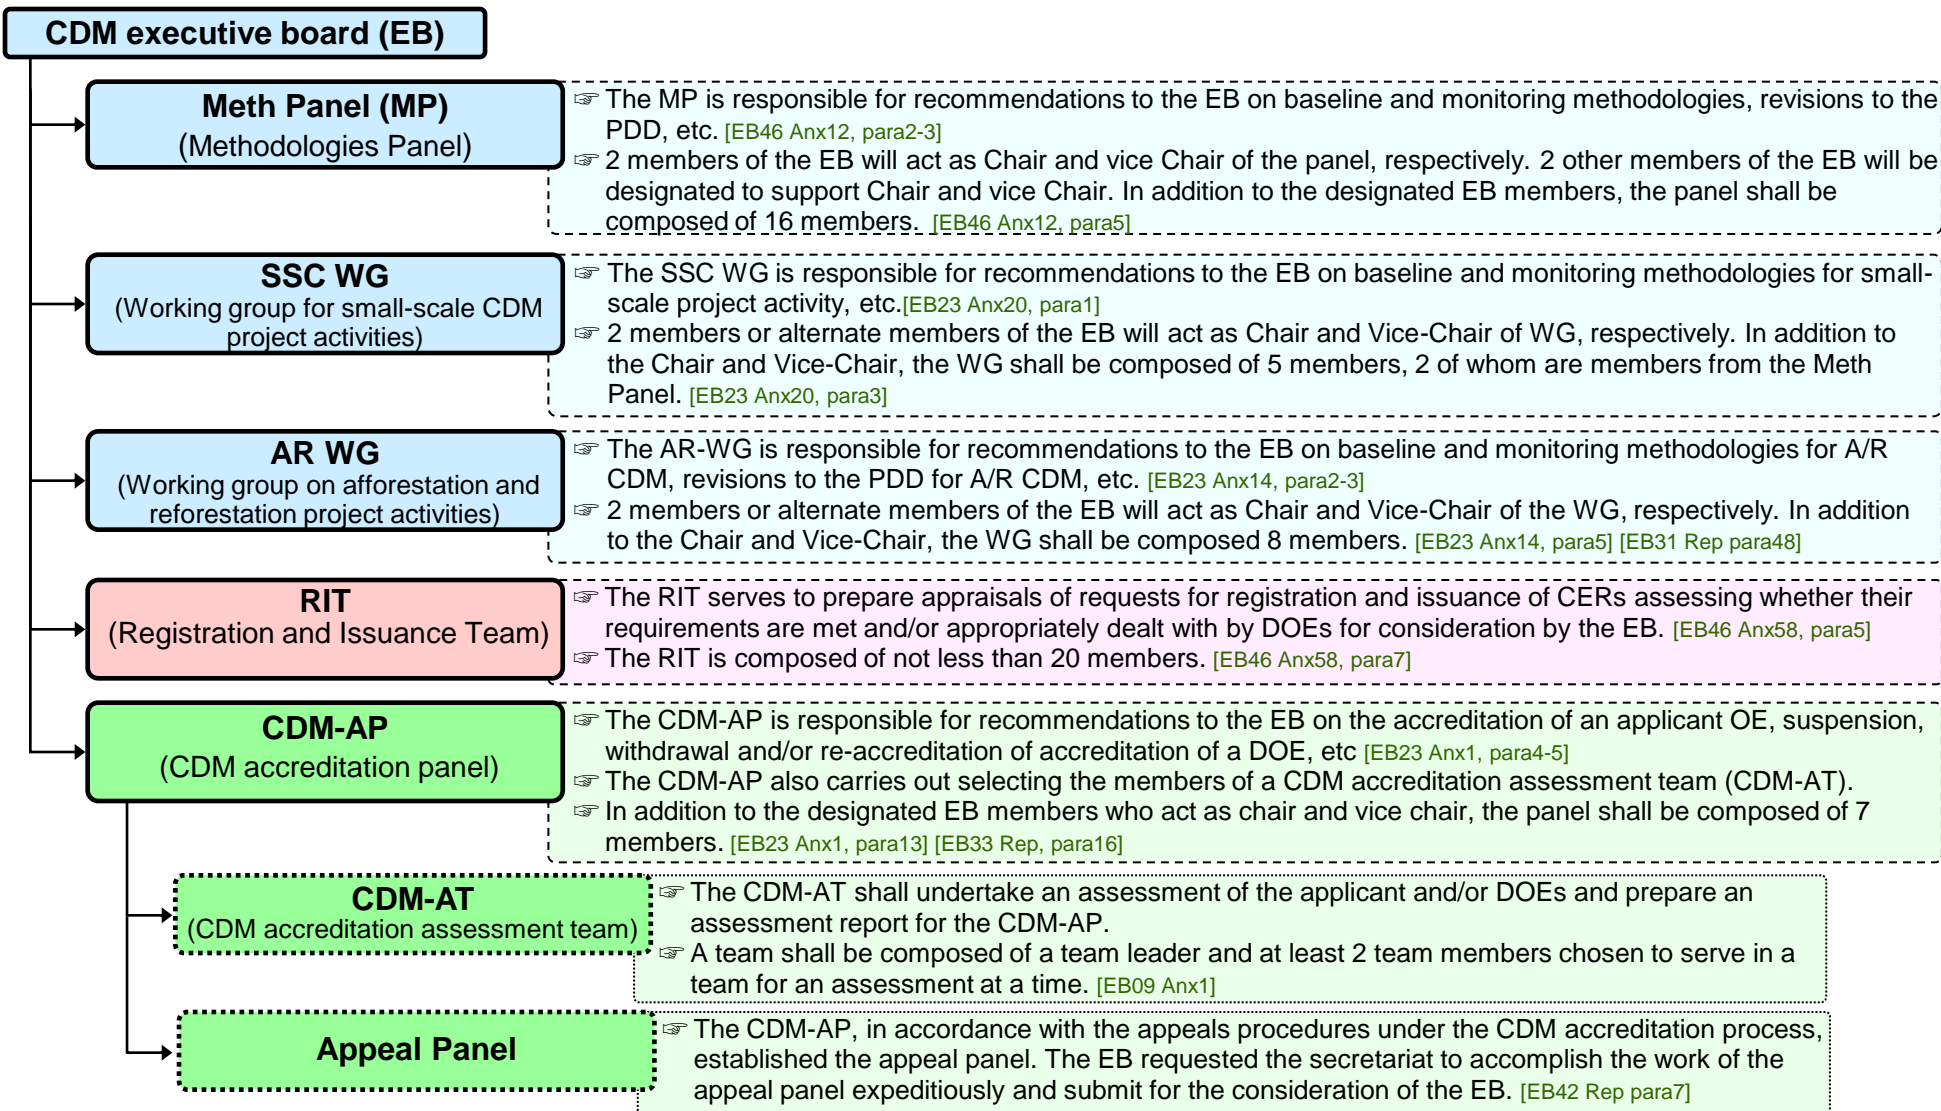 CDM executive board (EB)
Meth Panel (MP)
(Methodologies Panel)
☞ The MP is responsible for recommendations to the EB on baseline and monitoring methodologies, revisions to the
PDD, etc. [EB46 Anx12, para2-3]
☞ 2 members of the EB will act as Chair and vice Chair of the panel, respectively. 2 other members of the EB will be
designated to support Chair and vice Chair. In addition to the designated EB members, the panel shall be
composed of 16 members. [EB46 Anx12, para5]
SSC WG
(Working group for small-scale CDM
project activities)
☞ The SSC WG is responsible for recommendations to the EB on baseline and monitoring methodologies for small-
scale project activity, etc.[EB23 Anx20, para1]
☞ 2 members or alternate members of the EB will act as Chair and Vice-Chair of WG, respectively. In addition to
the Chair and Vice-Chair, the WG shall be composed of 5 members, 2 of whom are members from the Meth
Panel. [EB23 Anx20, para3]
AR WG
(Working group on afforestation and
reforestation project activities)
☞ The AR-WG is responsible for recommendations to the EB on baseline and monitoring methodologies for A/R
CDM, revisions to the PDD for A/R CDM, etc. [EB23 Anx14, para2-3]
☞ 2 members or alternate members of the EB will act as Chair and Vice-Chair of the WG, respectively. In addition
to the Chair and Vice-Chair, the WG shall be composed 8 members. [EB23 Anx14, para5] [EB31 Rep para48]
RIT
(Registration and Issuance Team)
☞ The RIT serves to prepare appraisals of requests for registration and issuance of CERs assessing whether their
requirements are met and/or appropriately dealt with by DOEs for consideration by the EB. [EB46 Anx58, para5]
☞ The RIT is composed of not less than 20 members. [EB46 Anx58, para7]
CDM-AP
(CDM accreditation panel)
☞ The CDM-AP is responsible for recommendations to the EB on the accreditation of an applicant OE, suspension,
withdrawal and/or re-accreditation of accreditation of a DOE, etc [EB23 Anx1, para4-5]
☞ The CDM-AP also carries out selecting the members of a CDM accreditation assessment team (CDM-AT).
☞ In addition to the designated EB members who act as chair and vice chair, the panel shall be composed of 7
members. [EB23 Anx1, para13] [EB33 Rep, para16]
CDM-AT
(CDM accreditation assessment team)
☞ The CDM-AT shall undertake an assessment of the applicant and/or DOEs and prepare an
assessment report for the CDM-AP.
☞ A team shall be composed of a team leader and at least 2 team members chosen to serve in a
team for an assessment at a time. [EB09 Anx1]
Appeal Panel
☞ The CDM-AP, in accordance with the appeals procedures under the CDM accreditation process,
established the appeal panel. The EB requested the secretariat to accomplish the work of the
appeal panel expeditiously and submit for the consideration of the EB. [EB42 Rep para7]